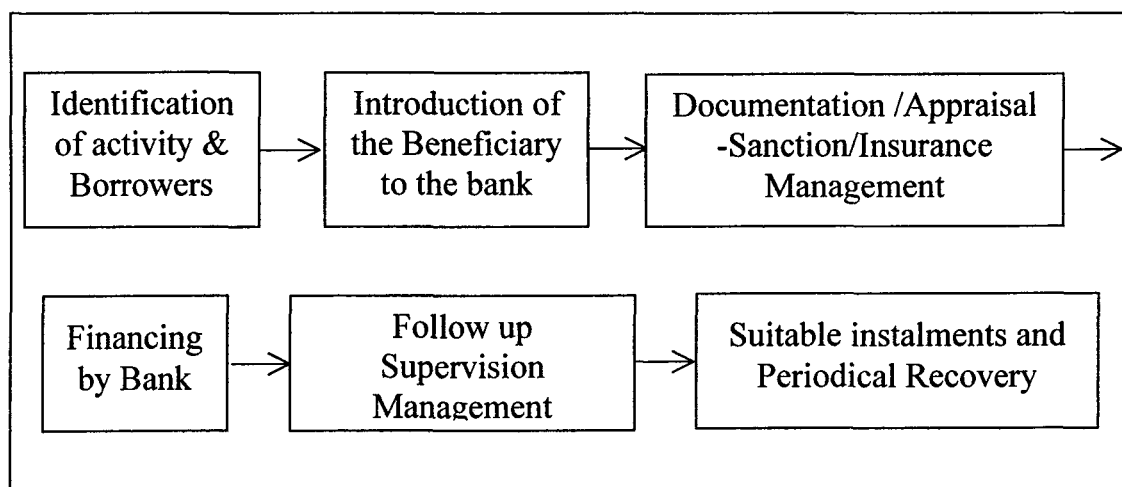 Identification
of activity &
Borrowers
Introduction of
the Beneficiary
to the bank
Documentation /Appraisal
-Sanction/Insurance
Management
Financing
by Bank
Follow up
Supervision
Management
Suitable instalments and
Periodical Recovery